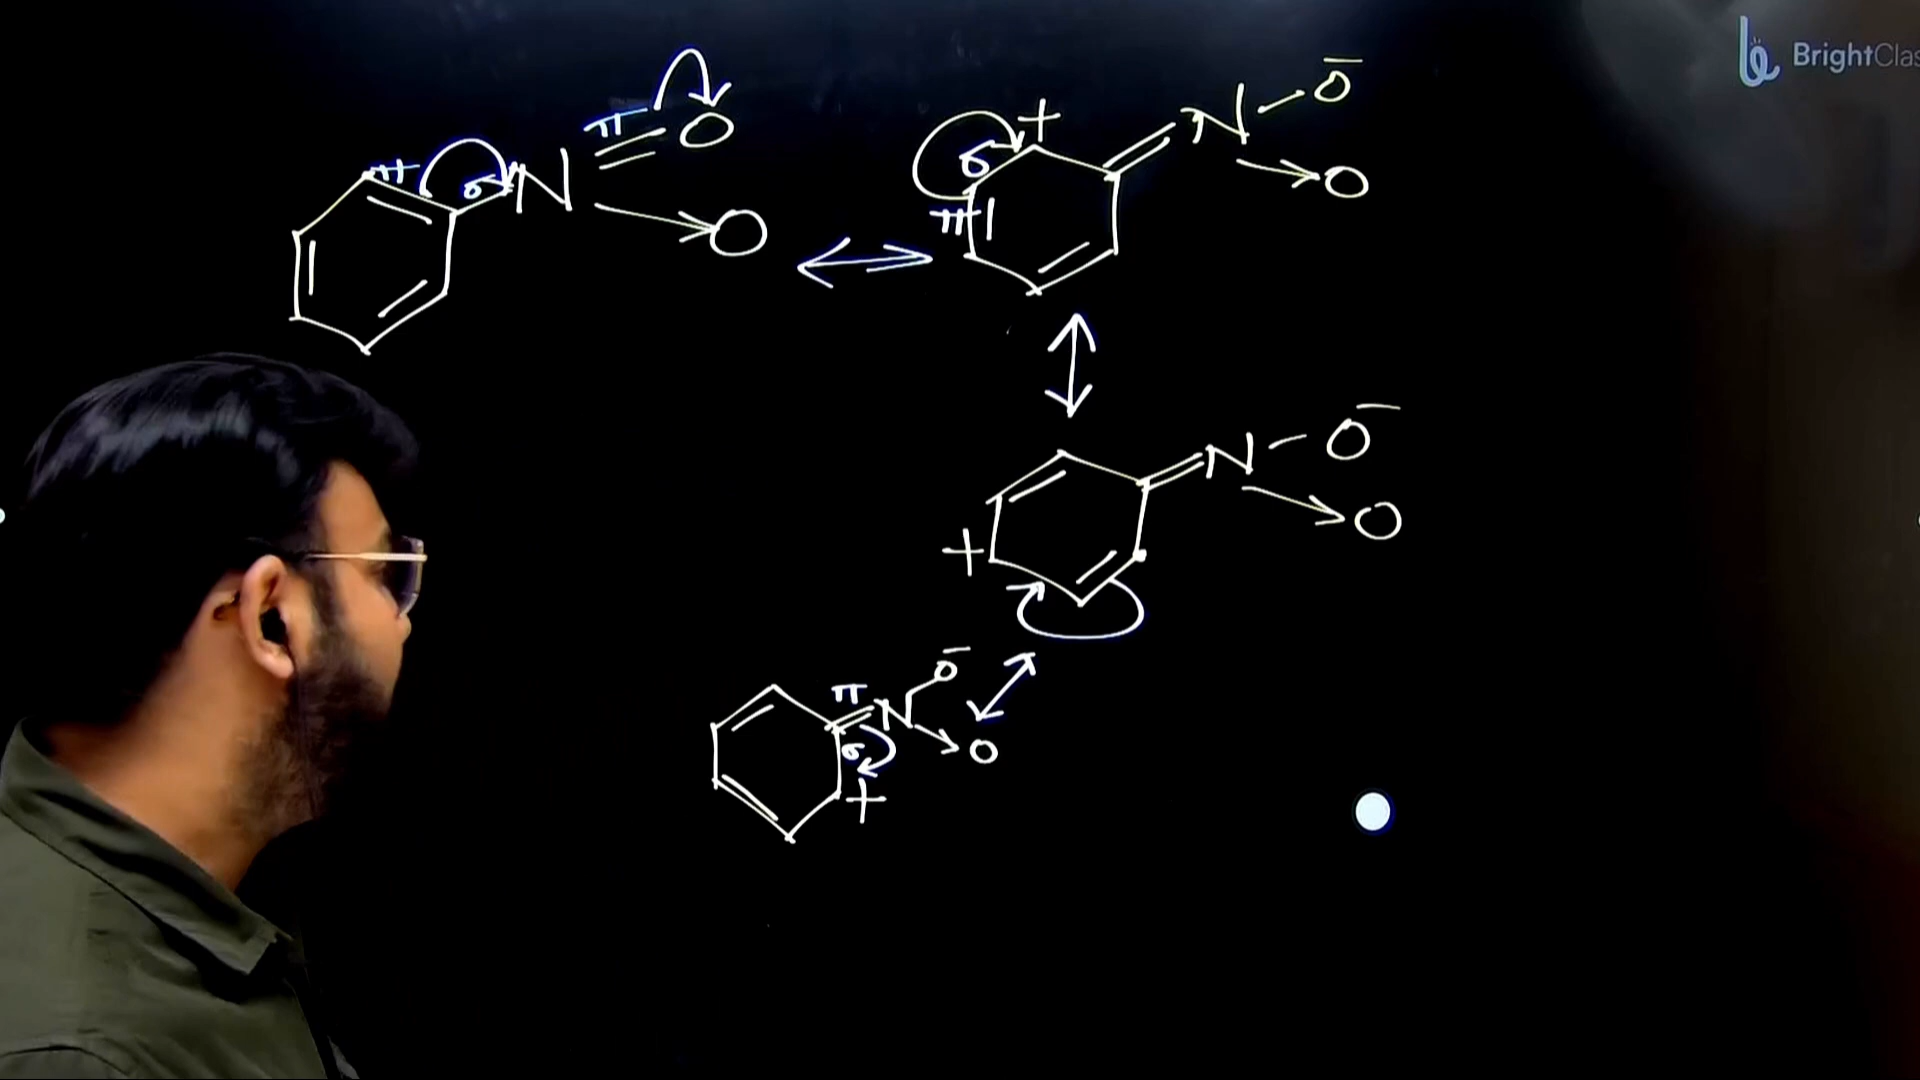 BrightClas
π σ N π O
O
+ σ π N O⁻
O
+ N O⁻
O
π N O⁻
σ O
+